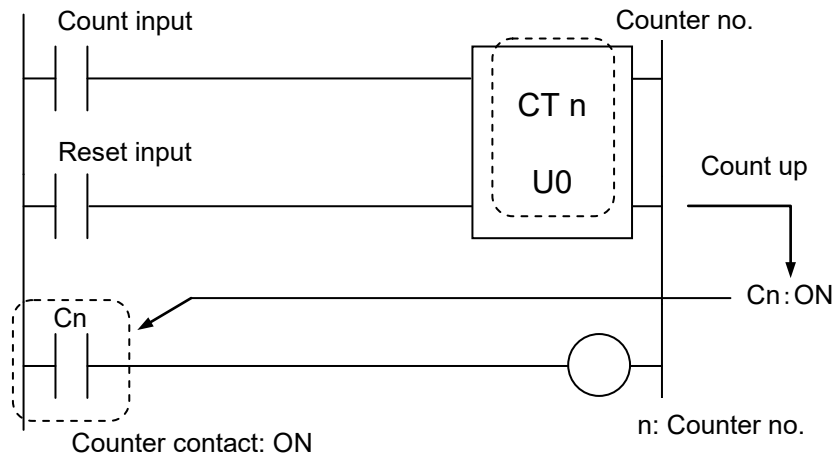 Count input
Counter no.
CT n
Reset input
U0
Count up
Cn:ON
Cn
n: Counter no.
Counter contact: ON